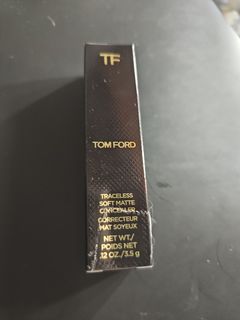 TF
TOM FORD
TRACELESS
SOFT MATTE
CONCEALER
CORRECTEUR
MAT SOYEUX
NET WT./
POIDS NET
.12 OZ./3.5 g